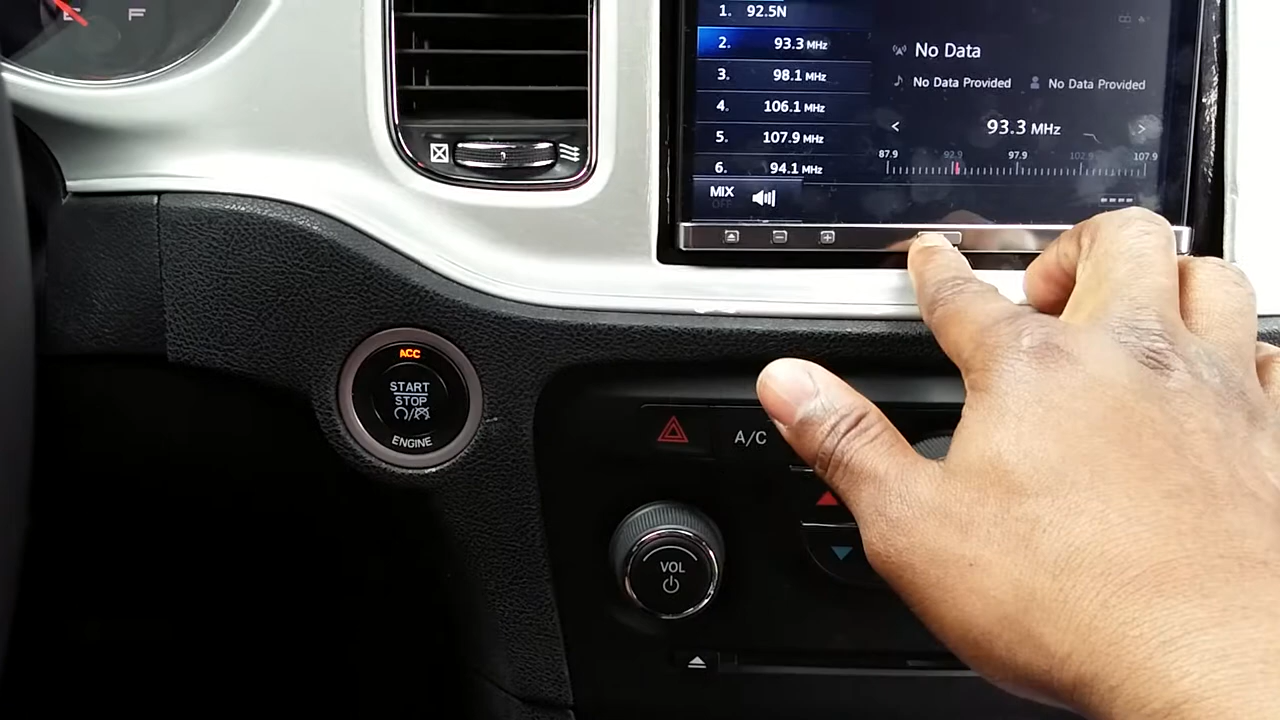 E F
1. 92.5N
2. 93.3 MHz
3. 98.1 MHz
4. 106.1 MHz
5. 107.9 MHz
6. 94.1 MHz
MIX
OFF
No Data
No Data Provided No Data Provided
93.3 MHz
87.9 92.9 97.9 102.9 107.9
ACC
START
STOP
ENGINE
A/C
VOL